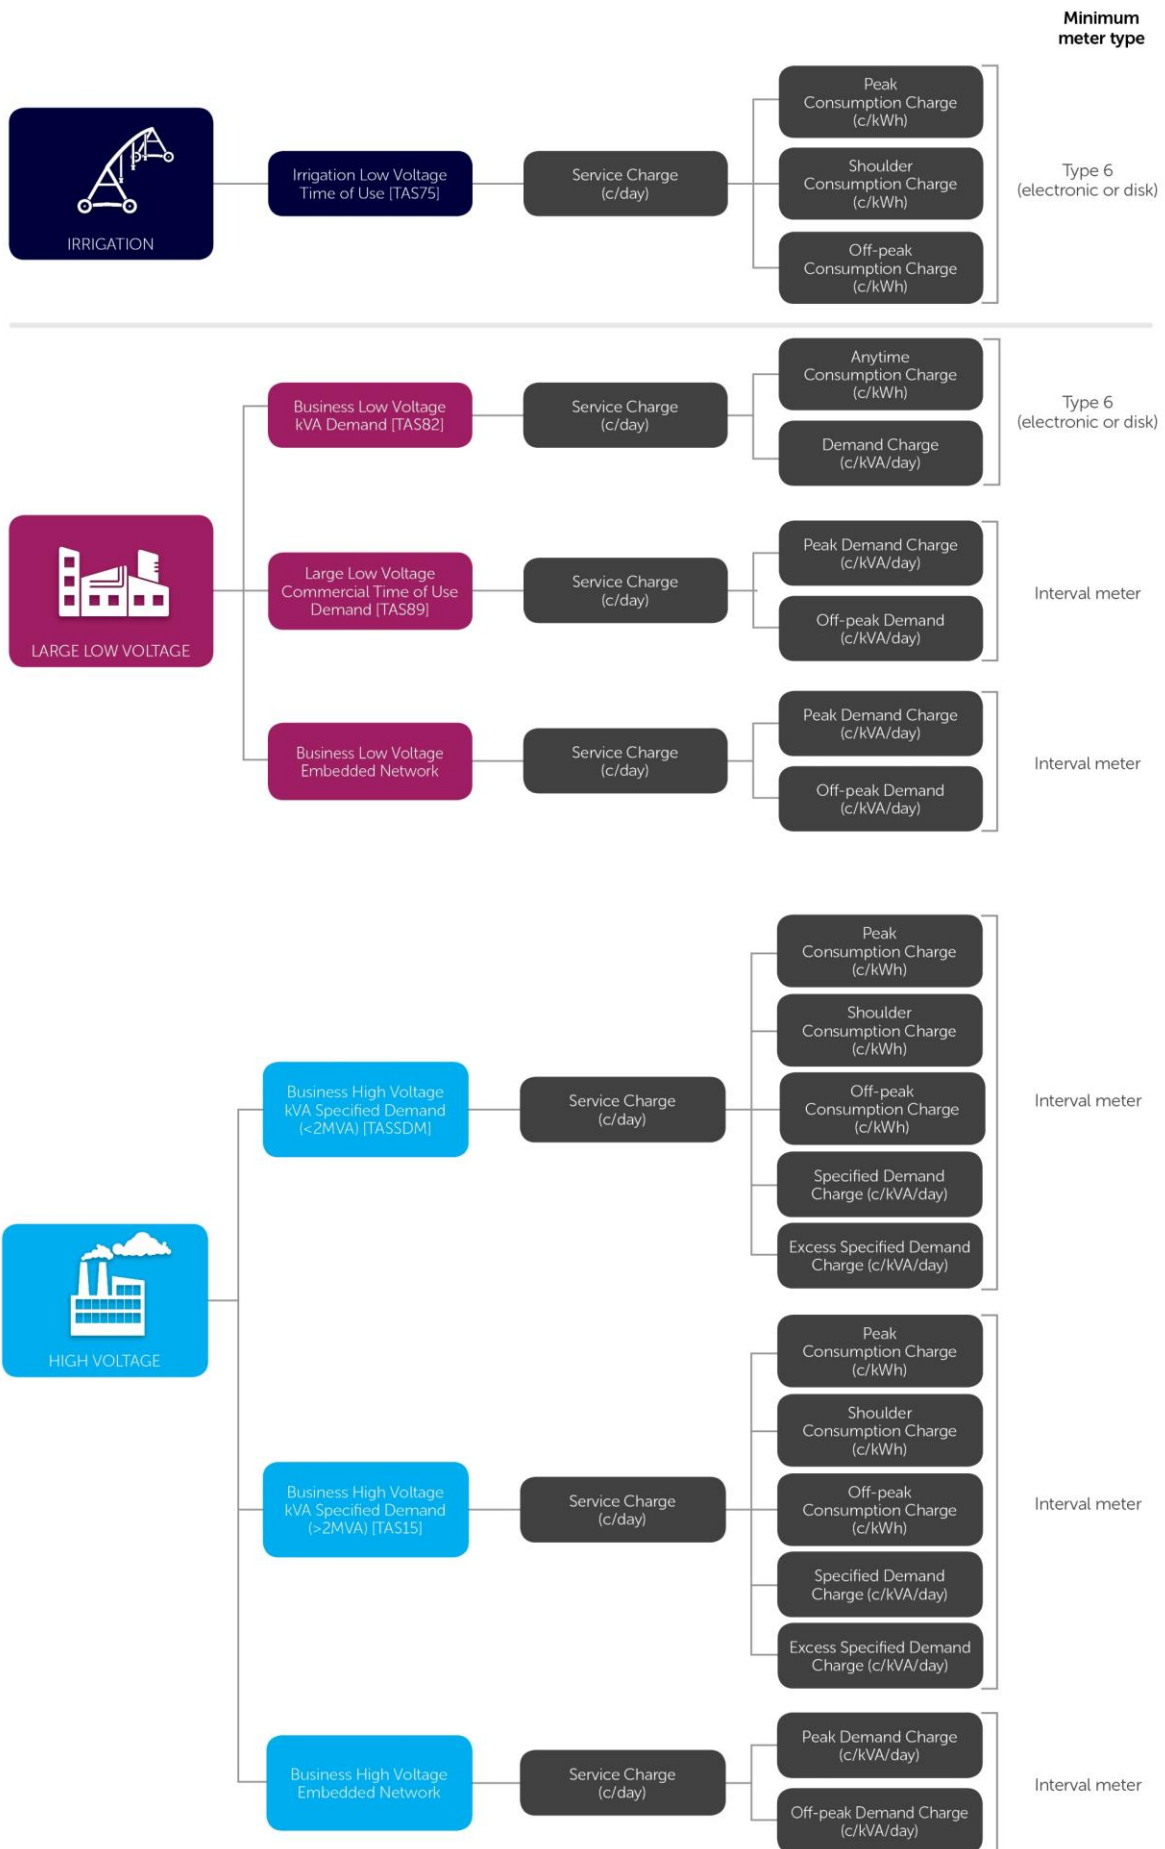 Minimum
meter type
IRRIGATION
Irrigation Low Voltage
Time of Use [TAS75]
Service Charge
(c/day)
Peak
Consumption Charge
(c/kWh)
Shoulder
Consumption Charge
(c/kWh)
Off-peak
Consumption Charge
(c/kWh)
Type 6
(electronic or disk)
LARGE LOW VOLTAGE
Business Low Voltage
kVA Demand [TAS82]
Service Charge
(c/day)
Anytime
Consumption Charge
(c/kWh)
Demand Charge
(c/kVA/day)
Type 6
(electronic or disk)
Large Low Voltage
Commercial Time of Use
Demand [TAS89]
Service Charge
(c/day)
Peak Demand Charge
(c/kVA/day)
Off-peak Demand
(c/kVA/day)
Interval meter
Business Low Voltage
Embedded Network
Service Charge
(c/day)
Peak Demand Charge
(c/kVA/day)
Off-peak Demand
(c/kVA/day)
Interval meter
HIGH VOLTAGE
Business High Voltage
kVA Specified Demand
(<2MVA) [TASSDM]
Service Charge
(c/day)
Peak
Consumption Charge
(c/kWh)
Shoulder
Consumption Charge
(c/kWh)
Off-peak
Consumption Charge
(c/kWh)
Specified Demand
Charge (c/kVA/day)
Excess Specified Demand
Charge (c/kVA/day)
Interval meter
Business High Voltage
kVA Specified Demand
(>2MVA) [TAS15]
Service Charge
(c/day)
Peak
Consumption Charge
(c/kWh)
Shoulder
Consumption Charge
(c/kWh)
Off-peak
Consumption Charge
(c/kWh)
Specified Demand
Charge (c/kVA/day)
Excess Specified Demand
Charge (c/kVA/day)
Interval meter
Business High Voltage
Embedded Network
Service Charge
(c/day)
Peak Demand Charge
(c/kVA/day)
Off-peak Demand Charge
(c/kVA/day)
Interval meter